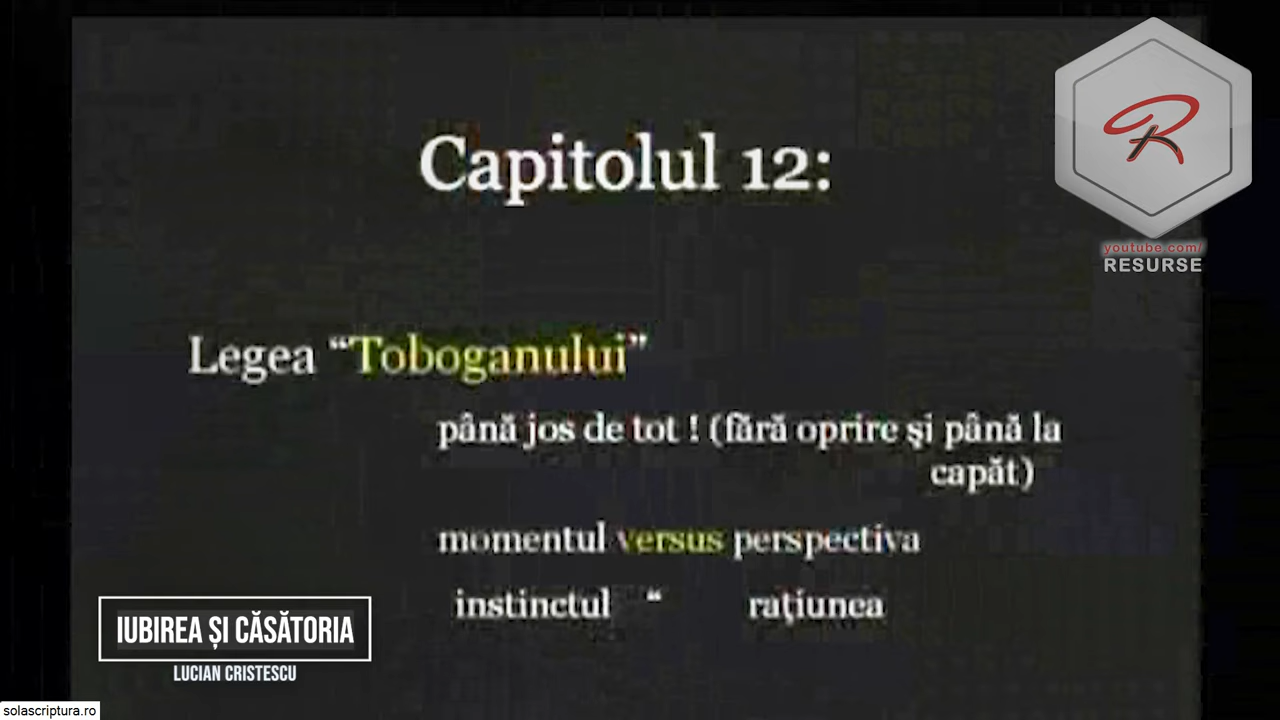 Capitolul 12:
R
youtube.com/
RESURSE
Legea “Toboganului”
până jos de tot ! (fără oprire şi până la
capăt)
momentul versus perspectiva
instinctul “ raţiunea
IUBIREA ȘI CĂSĂTORIA
LUCIAN CRISTESCU
solascriptura.ro